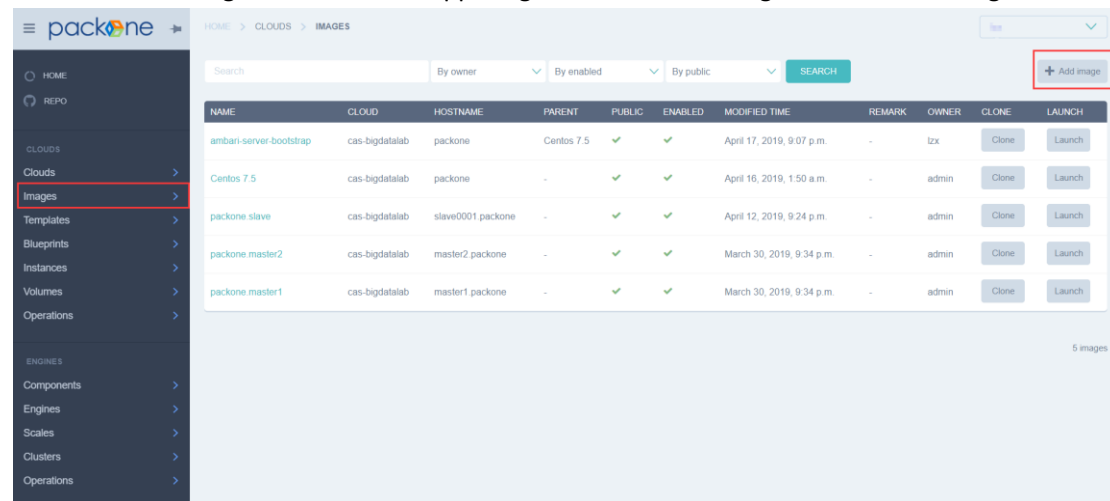 packone
HOME > CLOUDS > IMAGES
lzx
HOME
REPO
CLOUDS
Clouds
Images
Templates
Blueprints
Instances
Volumes
Operations
ENGINES
Components
Engines
Scales
Clusters
Operations
Search By owner By enabled By public SEARCH
+ Add image
NAME CLOUD HOSTNAME PARENT PUBLIC ENABLED MODIFIED TIME REMARK OWNER CLONE LAUNCH
ambari-server-bootstrap cas-bigdatalab packone Centos 7.5 ✓ ✓ April 17, 2019, 9:07 p.m. - lzx Clone Launch
Centos 7.5 cas-bigdatalab packone - ✓ ✓ April 16, 2019, 1:50 a.m. - admin Clone Launch
packone.slave cas-bigdatalab slave0001.packone - ✓ ✓ April 12, 2019, 9:24 p.m. - admin Clone Launch
packone.master2 cas-bigdatalab master2.packone - ✓ ✓ March 30, 2019, 9:34 p.m. - admin Clone Launch
packone.master1 cas-bigdatalab master1.packone - ✓ ✓ March 30, 2019, 9:34 p.m. - admin Clone Launch
5 images